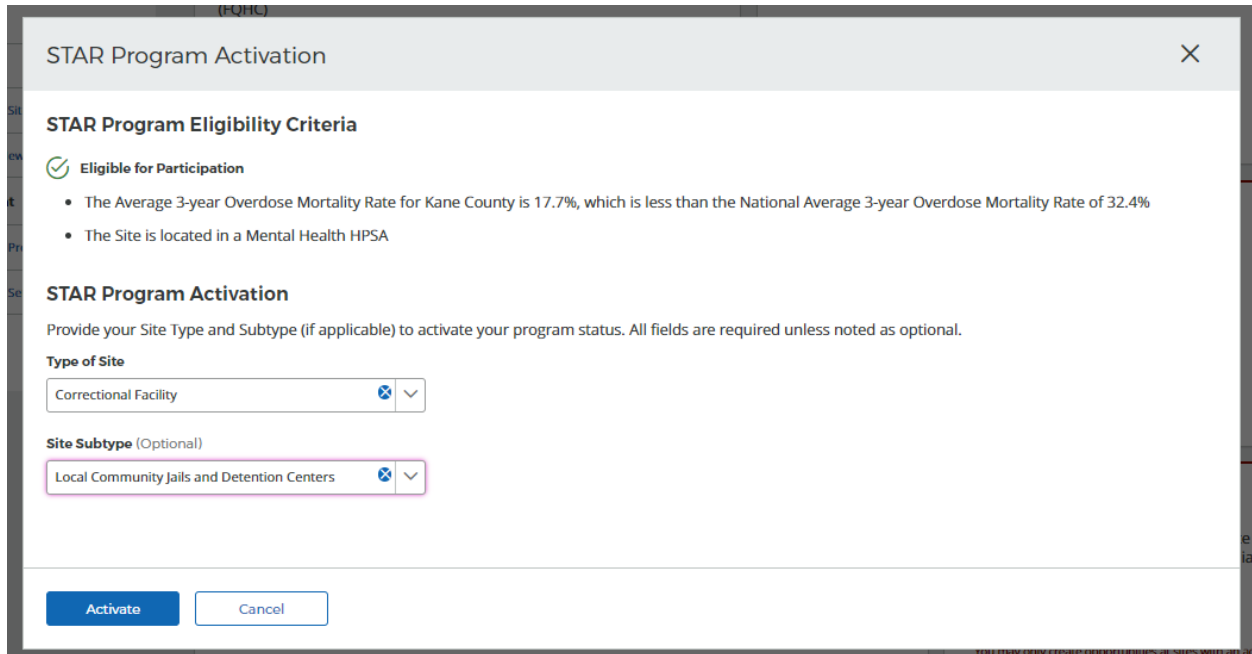 (FQHC)
STAR Program Activation
STAR Program Eligibility Criteria
Eligible for Participation
The Average 3-year Overdose Mortality Rate for Kane County is 17.7%, which is less than the National Average 3-year Overdose Mortality Rate of 32.4%
The Site is located in a Mental Health HPSA
STAR Program Activation
Provide your Site Type and Subtype (if applicable) to activate your program status. All fields are required unless noted as optional.
Type of Site
Correctional Facility
Site Subtype (Optional)
Local Community Jails and Detention Centers
Activate Cancel